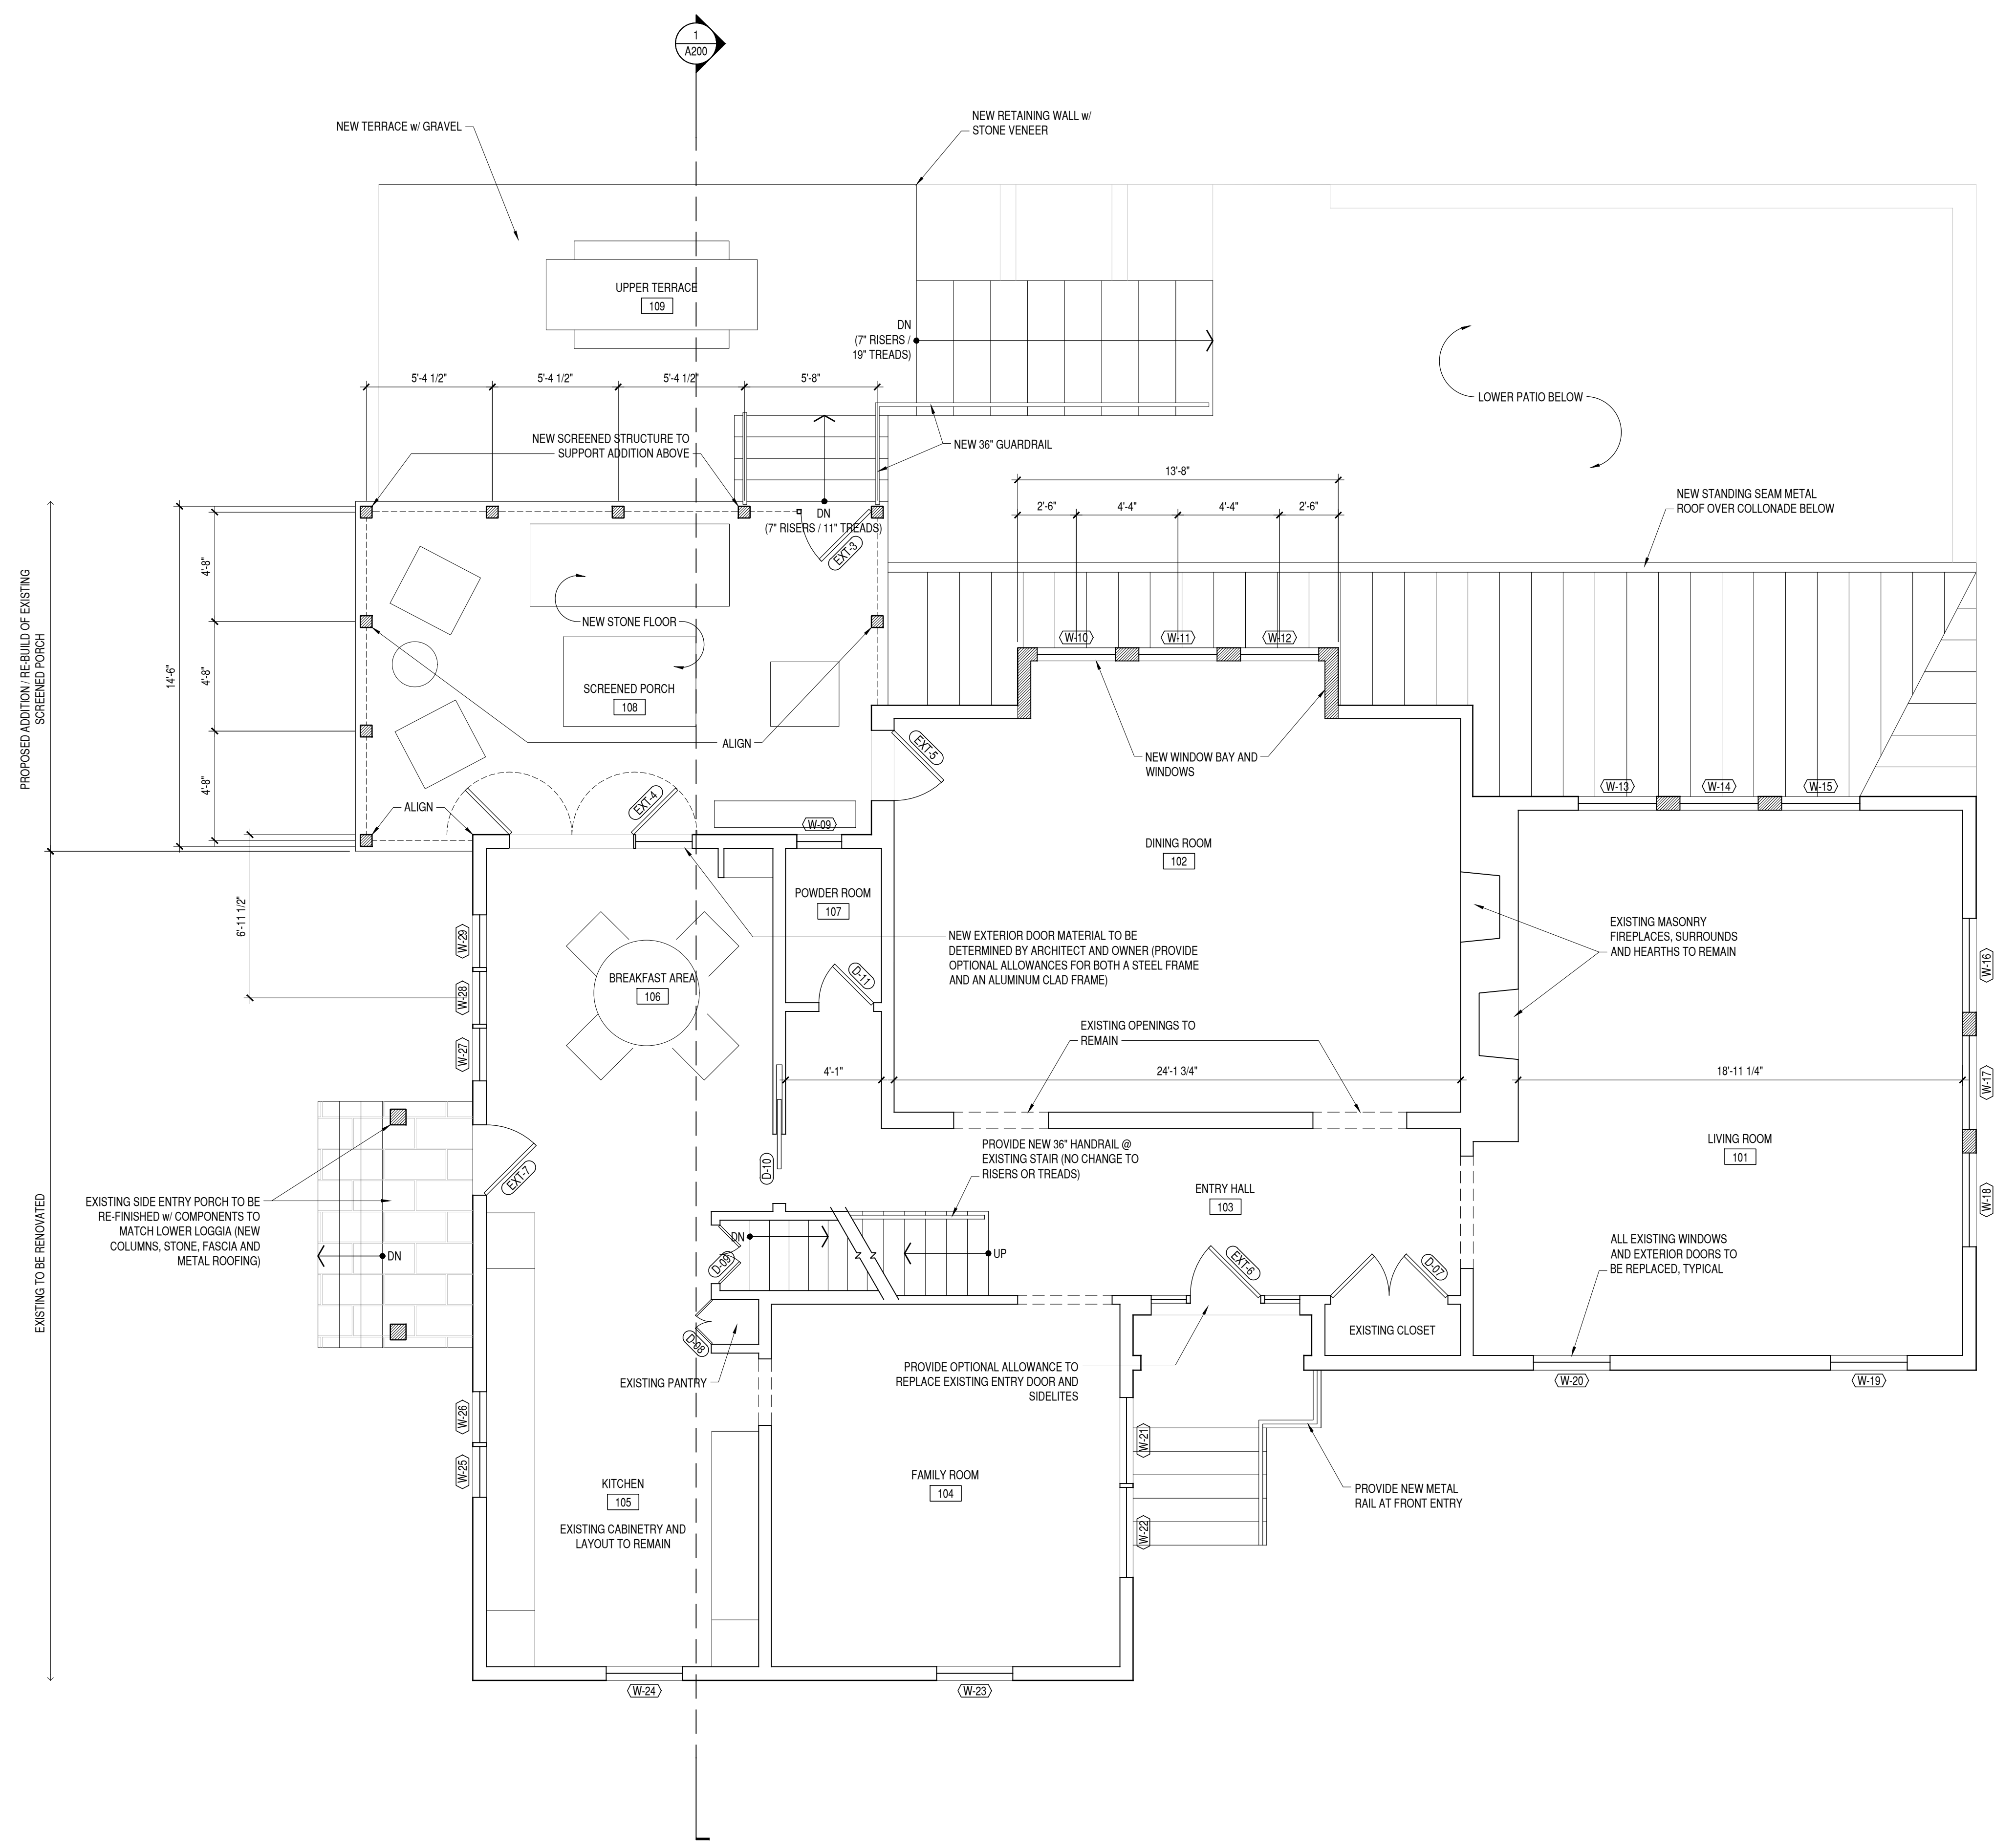 1
A200
NEW TERRACE w/ GRAVEL
NEW RETAINING WALL w/
STONE VENEER
UPPER TERRACE
109
DN
(7" RISERS /
19" TREADS)
5'-4 1/2"
5'-4 1/2"
5'-4 1/2"
5'-8"
LOWER PATIO BELOW
NEW SCREENED STRUCTURE TO
SUPPORT ADDITION ABOVE
NEW 36" GUARDRAIL
13'-8"
2'-6"
4'-4"
4'-4"
2'-6"
NEW STANDING SEAM METAL
ROOF OVER COLLONADE BELOW
DN
(7" RISERS / 11" TREADS)
EXT-3
4'-8"
4'-8"
4'-8"
14'-6"
PROPOSED ADDITION / RE-BUILD OF EXISTING
SCREENED PORCH
NEW STONE FLOOR
W-10
W-11
W-12
SCREENED PORCH
108
ALIGN
EXT-5
NEW WINDOW BAY AND
WINDOWS
W-13
W-14
W-15
ALIGN
EXT-4
W-09
DINING ROOM
102
6'-11 1/2"
POWDER ROOM
107
W-29
W-28
W-27
BREAKFAST AREA
106
D-11
NEW EXTERIOR DOOR MATERIAL TO BE
DETERMINED BY ARCHITECT AND OWNER (PROVIDE
OPTIONAL ALLOWANCES FOR BOTH A STEEL FRAME
AND AN ALUMINUM CLAD FRAME)
EXISTING MASONRY
FIREPLACES, SURROUNDS
AND HEARTHS TO REMAIN
W-16
W-17
W-18
EXISTING OPENINGS TO
REMAIN
4'-1"
24'-1 3/4"
18'-11 1/4"
EXT-7
D-10
PROVIDE NEW 36" HANDRAIL @
EXISTING STAIR (NO CHANGE TO
RISERS OR TREADS)
LIVING ROOM
101
ENTRY HALL
103
EXISTING SIDE ENTRY PORCH TO BE
RE-FINISHED w/ COMPONENTS TO
MATCH LOWER LOGGIA (NEW
COLUMNS, STONE, FASCIA AND
METAL ROOFING)
DN
EXISTING TO BE RENOVATED
DN
UP
D-09
EXT-6
D-07
ALL EXISTING WINDOWS
AND EXTERIOR DOORS TO
BE REPLACED, TYPICAL
EXISTING CLOSET
D-08
EXISTING PANTRY
PROVIDE OPTIONAL ALLOWANCE TO
REPLACE EXISTING ENTRY DOOR AND
SIDELITES
W-20
W-19
W-26
W-25
W-21
W-22
KITCHEN
105
EXISTING CABINETRY AND
LAYOUT TO REMAIN
FAMILY ROOM
104
PROVIDE NEW METAL
RAIL AT FRONT ENTRY
W-24
W-23